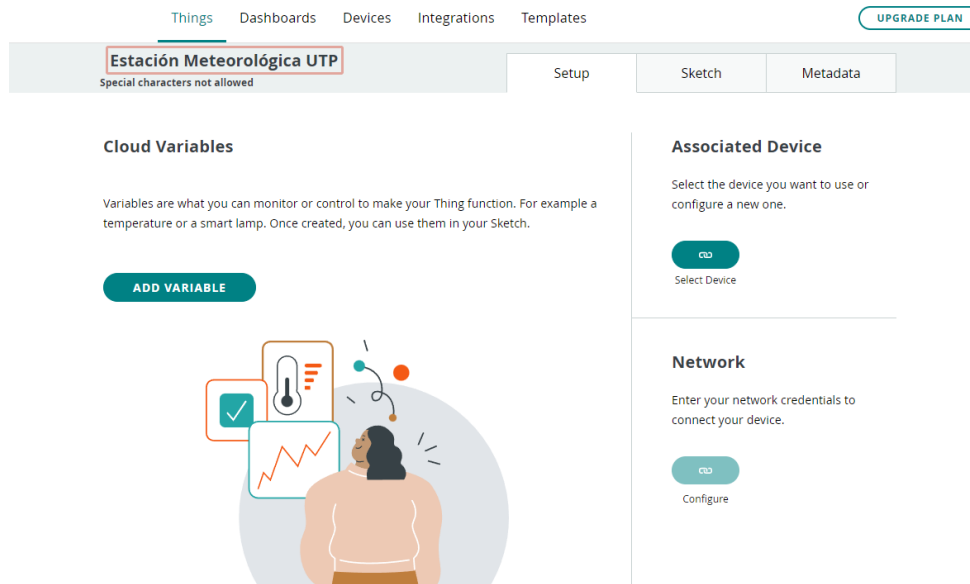 Things Dashboards Devices Integrations Templates UPGRADE PLAN
Estación Meteorológica UTP
Special characters not allowed
Setup Sketch Metadata
Cloud Variables
Variables are what you can monitor or control to make your Thing function. For example a
temperature or a smart lamp. Once created, you can use them in your Sketch.
ADD VARIABLE
Associated Device
Select the device you want to use or
configure a new one.
Select Device
Network
Enter your network credentials to
connect your device.
Configure